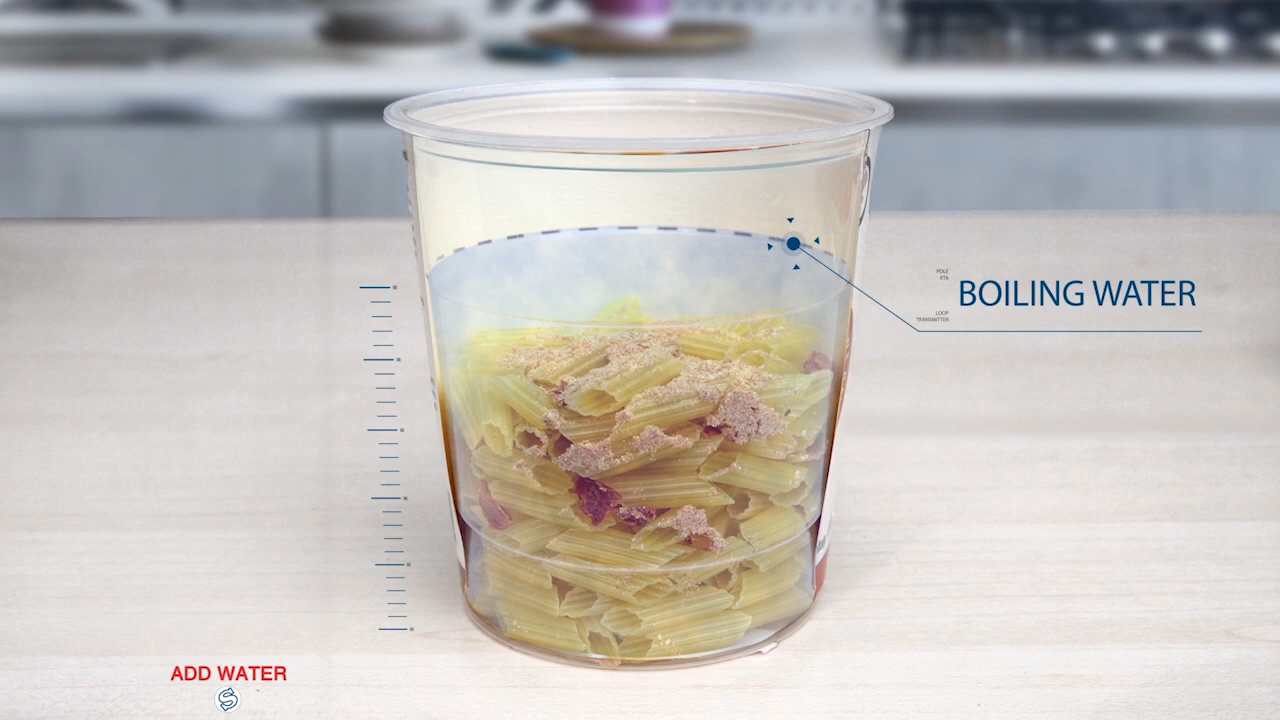 POLE
XT6
BOILING WATER
LOOP
TRANSMITTER
ADD WATER